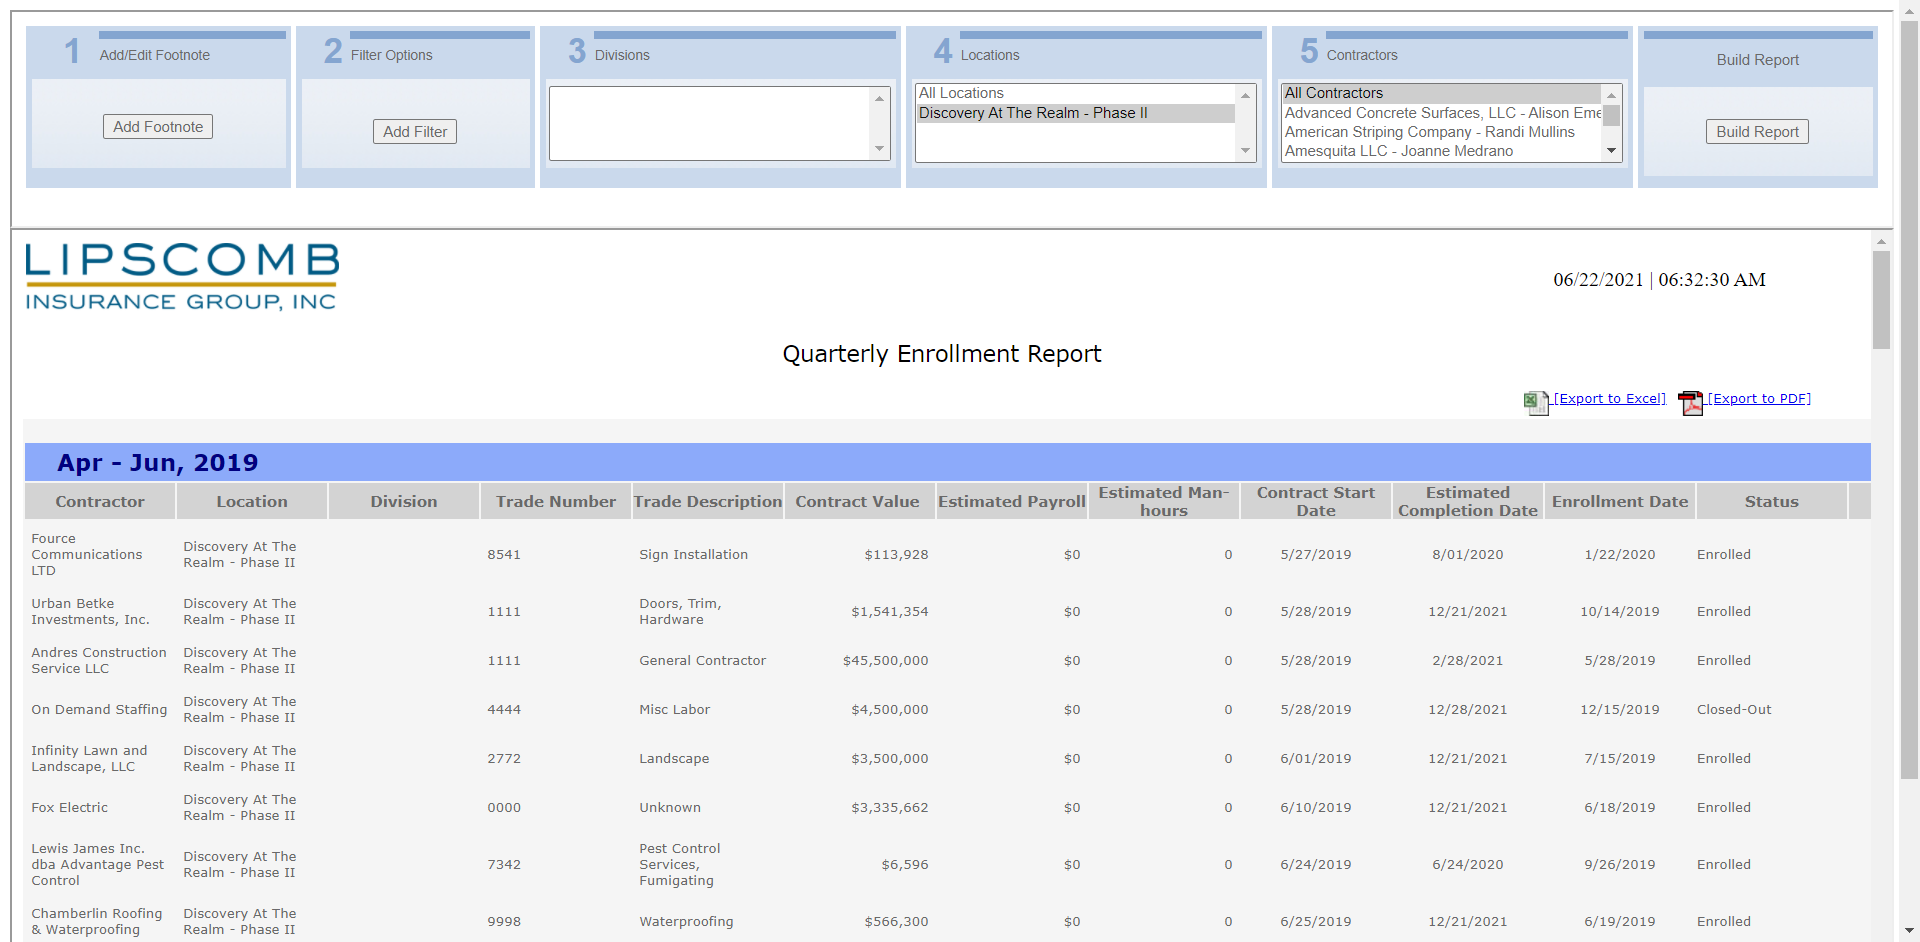 1 Add/Edit Footnote
Add Footnote
2 Filter Options
Add Filter
3 Divisions
4 Locations
All Locations
Discovery At The Realm - Phase II
5 Contractors
All Contractors
Advanced Concrete Surfaces, LLC - Alison Eme
American Striping Company - Randi Mullins
Amesquita LLC - Joanne Medrano
Build Report
Build Report
LIPSCOMB
INSURANCE GROUP, INC
06/22/2021 | 06:32:30 AM
Quarterly Enrollment Report
[Export to Excel] [Export to PDF]
Apr - Jun, 2019
Contractor Location Division Trade Number Trade Description Contract Value Estimated Payroll Estimated Man-hours Contract Start Date Estimated Completion Date Enrollment Date Status
Fource Communications LTD Discovery At The Realm - Phase II 8541 Sign Installation $113,928 $0 0 5/27/2019 8/01/2020 1/22/2020 Enrolled
Urban Betke Investments, Inc. Discovery At The Realm - Phase II 1111 Doors, Trim, Hardware $1,541,354 $0 0 5/28/2019 12/21/2021 10/14/2019 Enrolled
Andres Construction Service LLC Discovery At The Realm - Phase II 1111 General Contractor $45,500,000 $0 0 5/28/2019 2/28/2021 5/28/2019 Enrolled
On Demand Staffing Discovery At The Realm - Phase II 4444 Misc Labor $4,500,000 $0 0 5/28/2019 12/28/2021 12/15/2019 Closed-Out
Infinity Lawn and Landscape, LLC Discovery At The Realm - Phase II 2772 Landscape $3,500,000 $0 0 6/01/2019 12/21/2021 7/15/2019 Enrolled
Fox Electric Discovery At The Realm - Phase II 0000 Unknown $3,335,662 $0 0 6/10/2019 12/21/2021 6/18/2019 Enrolled
Lewis James Inc. dba Advantage Pest Control Discovery At The Realm - Phase II 7342 Pest Control Services, Fumigating $6,596 $0 0 6/24/2019 6/24/2020 9/26/2019 Enrolled
Chamberlin Roofing & Waterproofing Discovery At The Realm - Phase II 9998 Waterproofing $566,300 $0 0 6/25/2019 12/21/2021 6/19/2019 Enrolled